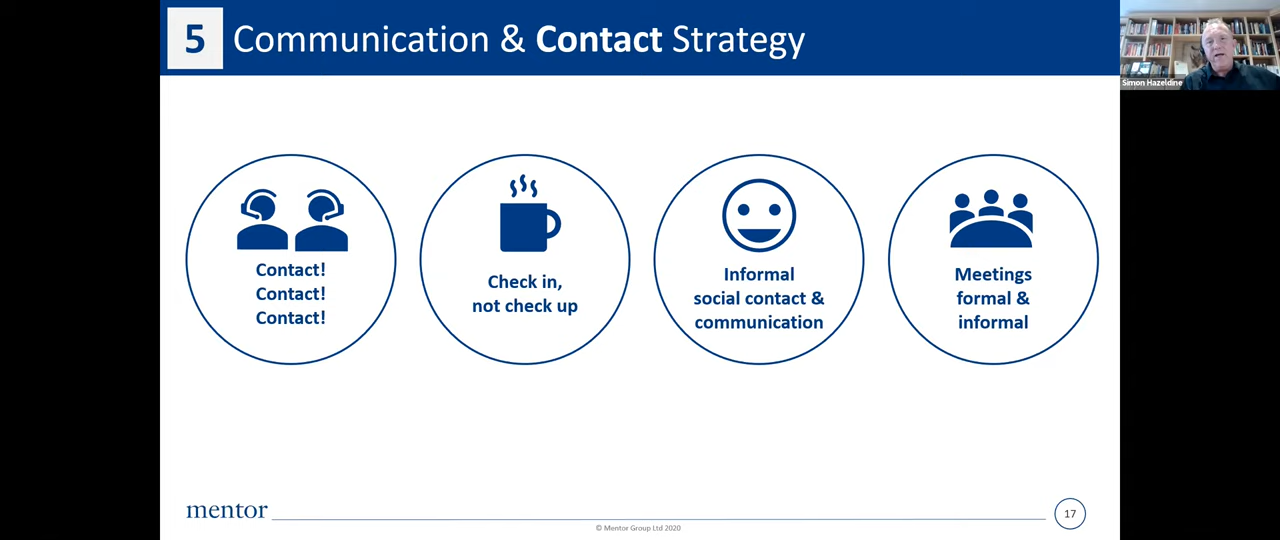 5 Communication & Contact Strategy
Simon Hazeldine
Contact!
Contact!
Contact!
Check in,
not check up
Informal
social contact &
communication
Meetings
formal &
informal
mentor
17
© Mentor Group Ltd 2020